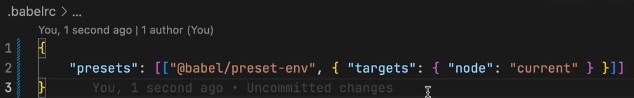 .babelrc > ...
You, 1 second ago | 1 author (You)
1 {
2 "presets": [["@babel/preset-env", { "targets": { "node": "current" } }]]
3 } You, 1 second ago • Uncommitted changes